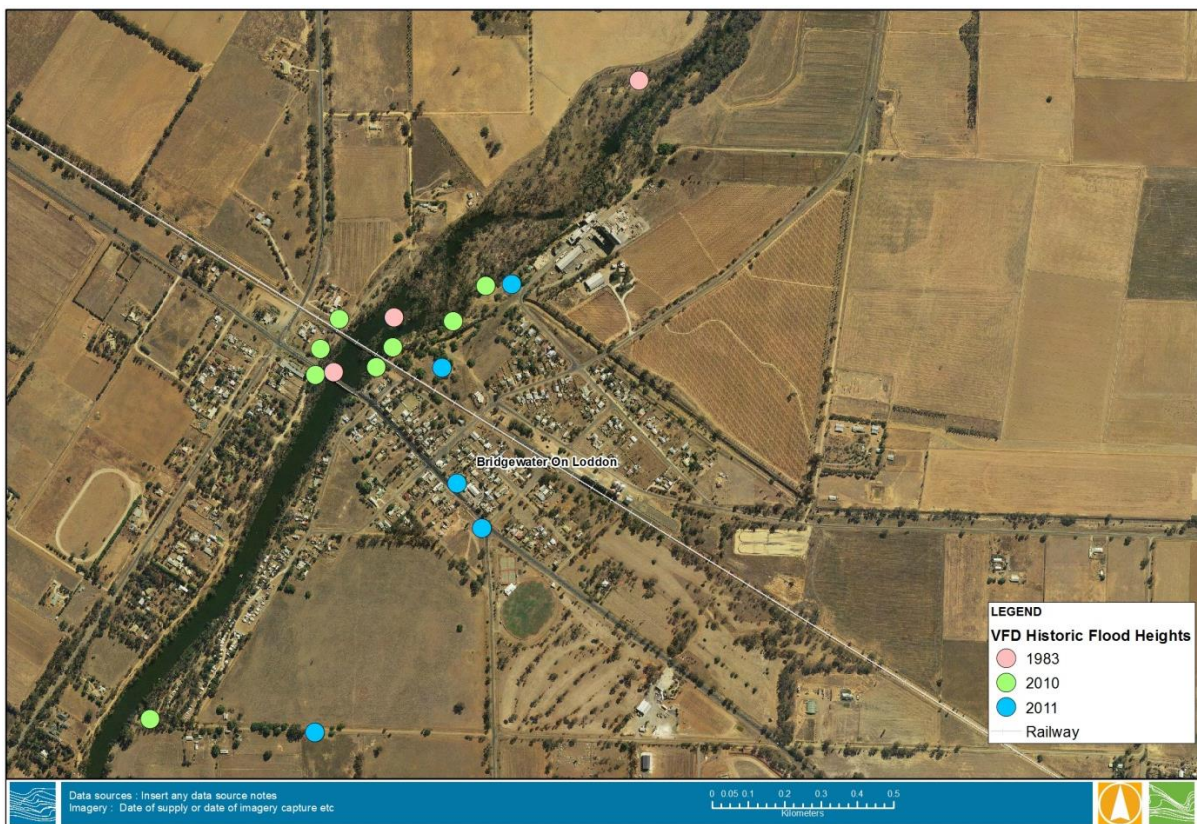 Bridgewater On Loddon
LEGEND
VFD Historic Flood Heights
1983
2010
2011
Railway
Data sources : Insert any data source notes
Imagery : Date of supply or date of imagery capture etc
0 0.05 0.1 0.2 0.3 0.4 0.5
Kilometers